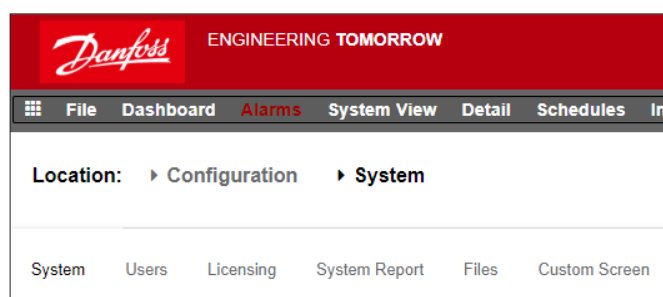 Danfoss ENGINEERING TOMORROW
File Dashboard Alarms System View Detail Schedules In
Location: Configuration System
System Users Licensing System Report Files Custom Screen